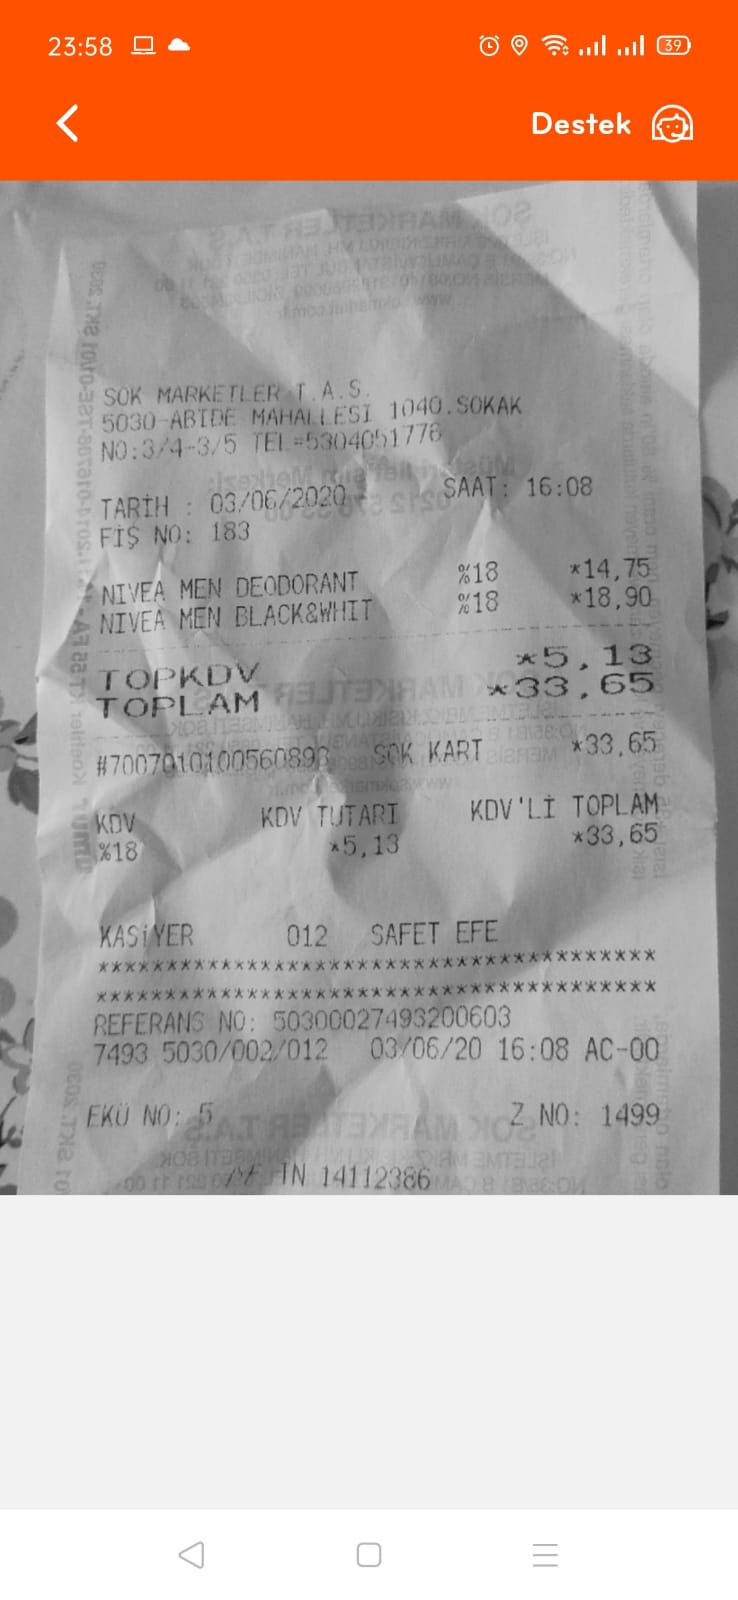 23:58
39
Destek
SOK MARKETLER T.A.S.
5030-ABIDE MAHALLESI 1040.SOKAK
NO:3/4-3/5 TEL=5304051776
TARİH : 03/06/2020 SAAT: 16:08
FİŞ NO: 183
NIVEA MEN DEODORANT %18 *14,75
NIVEA MEN BLACK&WHIT %18 *18,90
TOPKDV *5,13
TOPLAM *33,65
#7007010100560893 SOK KART *33,65
KDV KDV TUTARI KDV'Lİ TOPLAM
%18 *5,13 *33,65
KASİYER 012 SAFET EFE
****************************************
****************************************
REFERANS NO: 50300027493200603
7493 5030/002/012 03/06/20 16:08 AC-00
EKÜ NO: 5 Z NO: 1499
IN 14112386